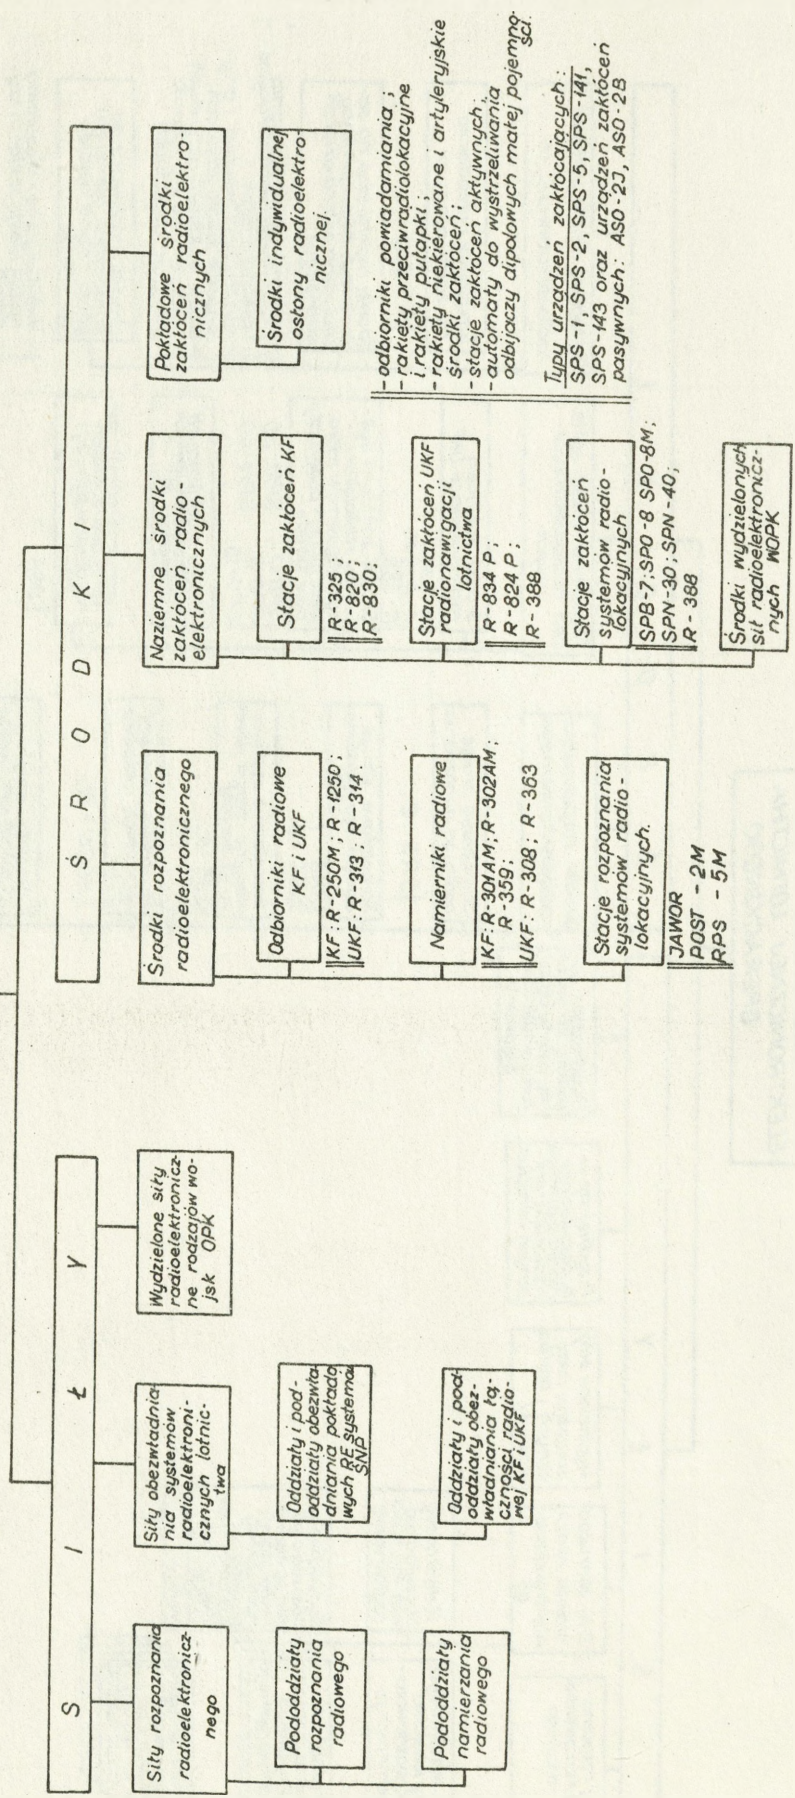 S I Ł Y
Siły rozpoznania
radioelektronicz-
nego
Pododdziały
rozpoznania
radiowego
Pododdziały
namierzania
radiowego
Siły obezwładnia-
nia systemów
radioelektroni-
cznych lotnic-
twa
Oddziały i pod-
oddziały obezwła-
dniania pokłado
wych RE systemów
ŚNP
Oddziały i pod-
oddziały obez-
władniania łą-
czności radio-
wej KF i UKF
Wydzielone siły
radioelektronicz-
ne rodzajów wo-
jsk OPK
Ś R O D K I
Środki rozpoznania
radioelektronicznego
Odbiorniki radiowe
KF i UKF
KF: R-250M; R-1250;
UKF: R-313; R-314.
Namierniki radiowe
KF: R-301AM; R-302AM;
R-359;
UKF: R-308; R-363
Stacje rozpoznania
systemów radio-
lokacyjnych.
JAWOR
POST - 2M
RPS - 5M
Naziemne środki
zakłóceń radio-
elektronicznych
Stacje zakłóceń KF
R-325;
R-820;
R-830;
Stacje zakłóceń UKF
radionawigacji
lotnictwa
R-834 P;
R-824 P;
R-388
Stacje zakłóceń
systemów radio-
lokacyjnych
SPB-7; SPO-8 SPO-8M;
SPN-30; SPN-40;
R-388
Środki wydzielonych
sił radioelektronicz-
nych WOPK
Pokładowe środki
zakłóceń radioelektro-
nicznych
Środki indywidualnej
osłony radioelektro-
nicznej.
- odbiorniki powiadamiania;
- rakiety przeciwradiolokacyjne
i rakiety pułapki;
- rakiety niekierowane i artyleryjskie
środki zakłóceń;
- stacje zakłóceń aktywnych;
- automaty do wystrzeliwania
odbijaczy dipolowych małej pojemno-
ści.
Typy urządzeń zakłócających:
SPS-1, SPS-2, SPS-5, SPS-141,
SPS-143 oraz urządzeń zakłóceń
pasywnych: ASO-2J, ASO-2B